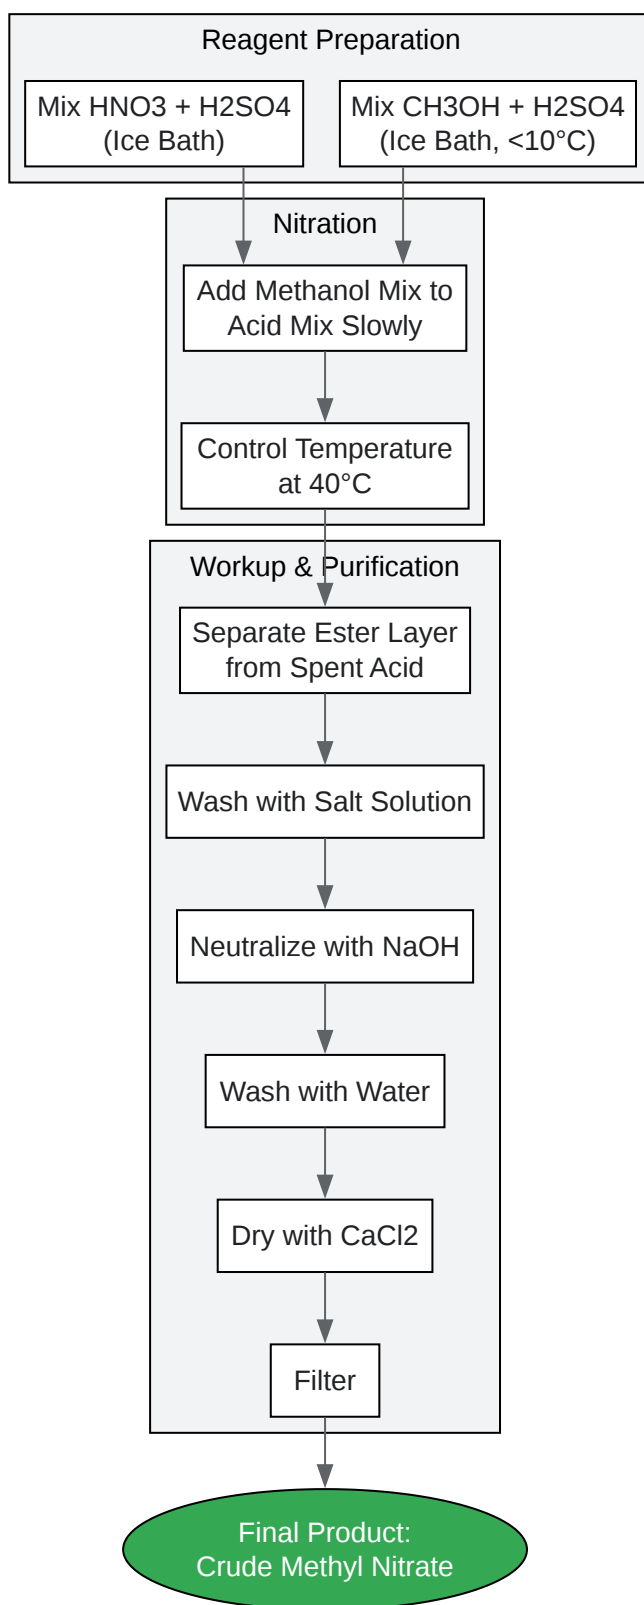 Reagent Preparation
Mix HNO3 + H2SO4
(Ice Bath)
Mix CH3OH + H2SO4
(Ice Bath, <10°C)
Nitration
Add Methanol Mix to
Acid Mix Slowly
Control Temperature
at 40°C
Workup & Purification
Separate Ester Layer
from Spent Acid
Wash with Salt Solution
Neutralize with NaOH
Wash with Water
Dry with CaCl2
Filter
Final Product:
Crude Methyl Nitrate